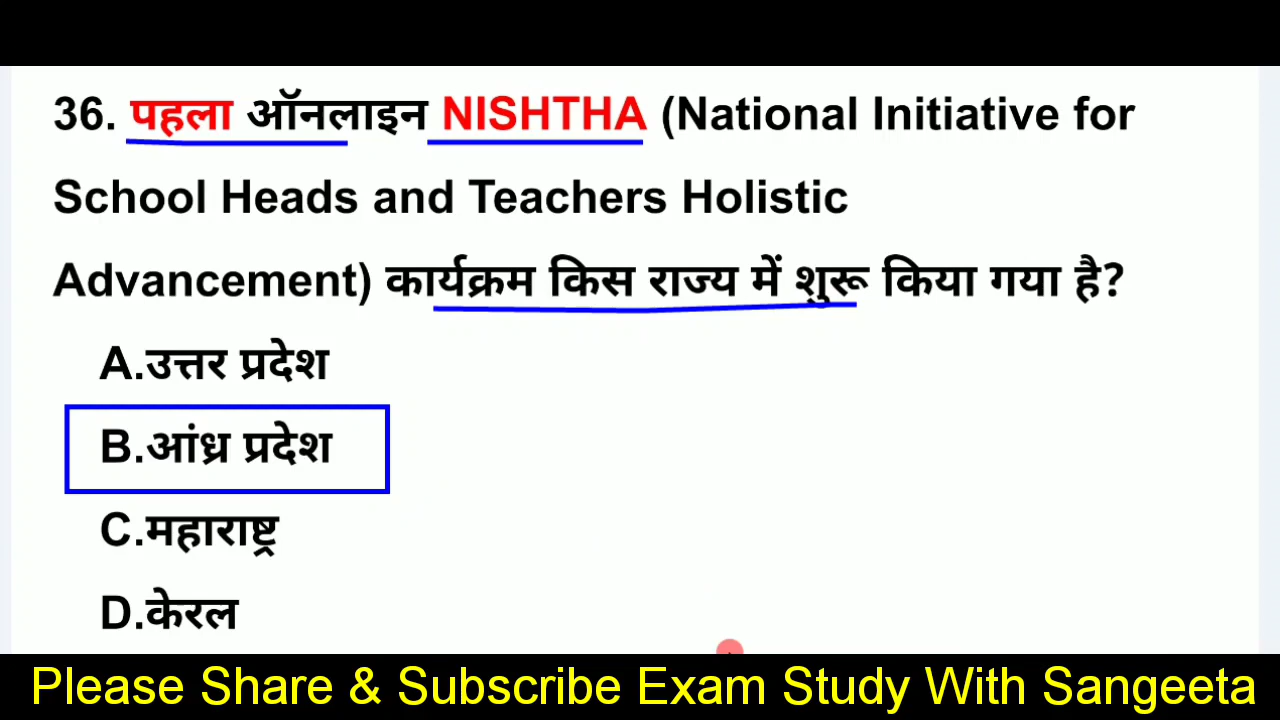 36. पहला ऑनलाइन NISHTHA (National Initiative for
School Heads and Teachers Holistic
Advancement) कार्यक्रम किस राज्य में शुरू किया गया है?
A.उत्तर प्रदेश
B.आंध्र प्रदेश
C.महाराष्ट्र
D.केरल
Please Share & Subscribe Exam Study With Sangeeta